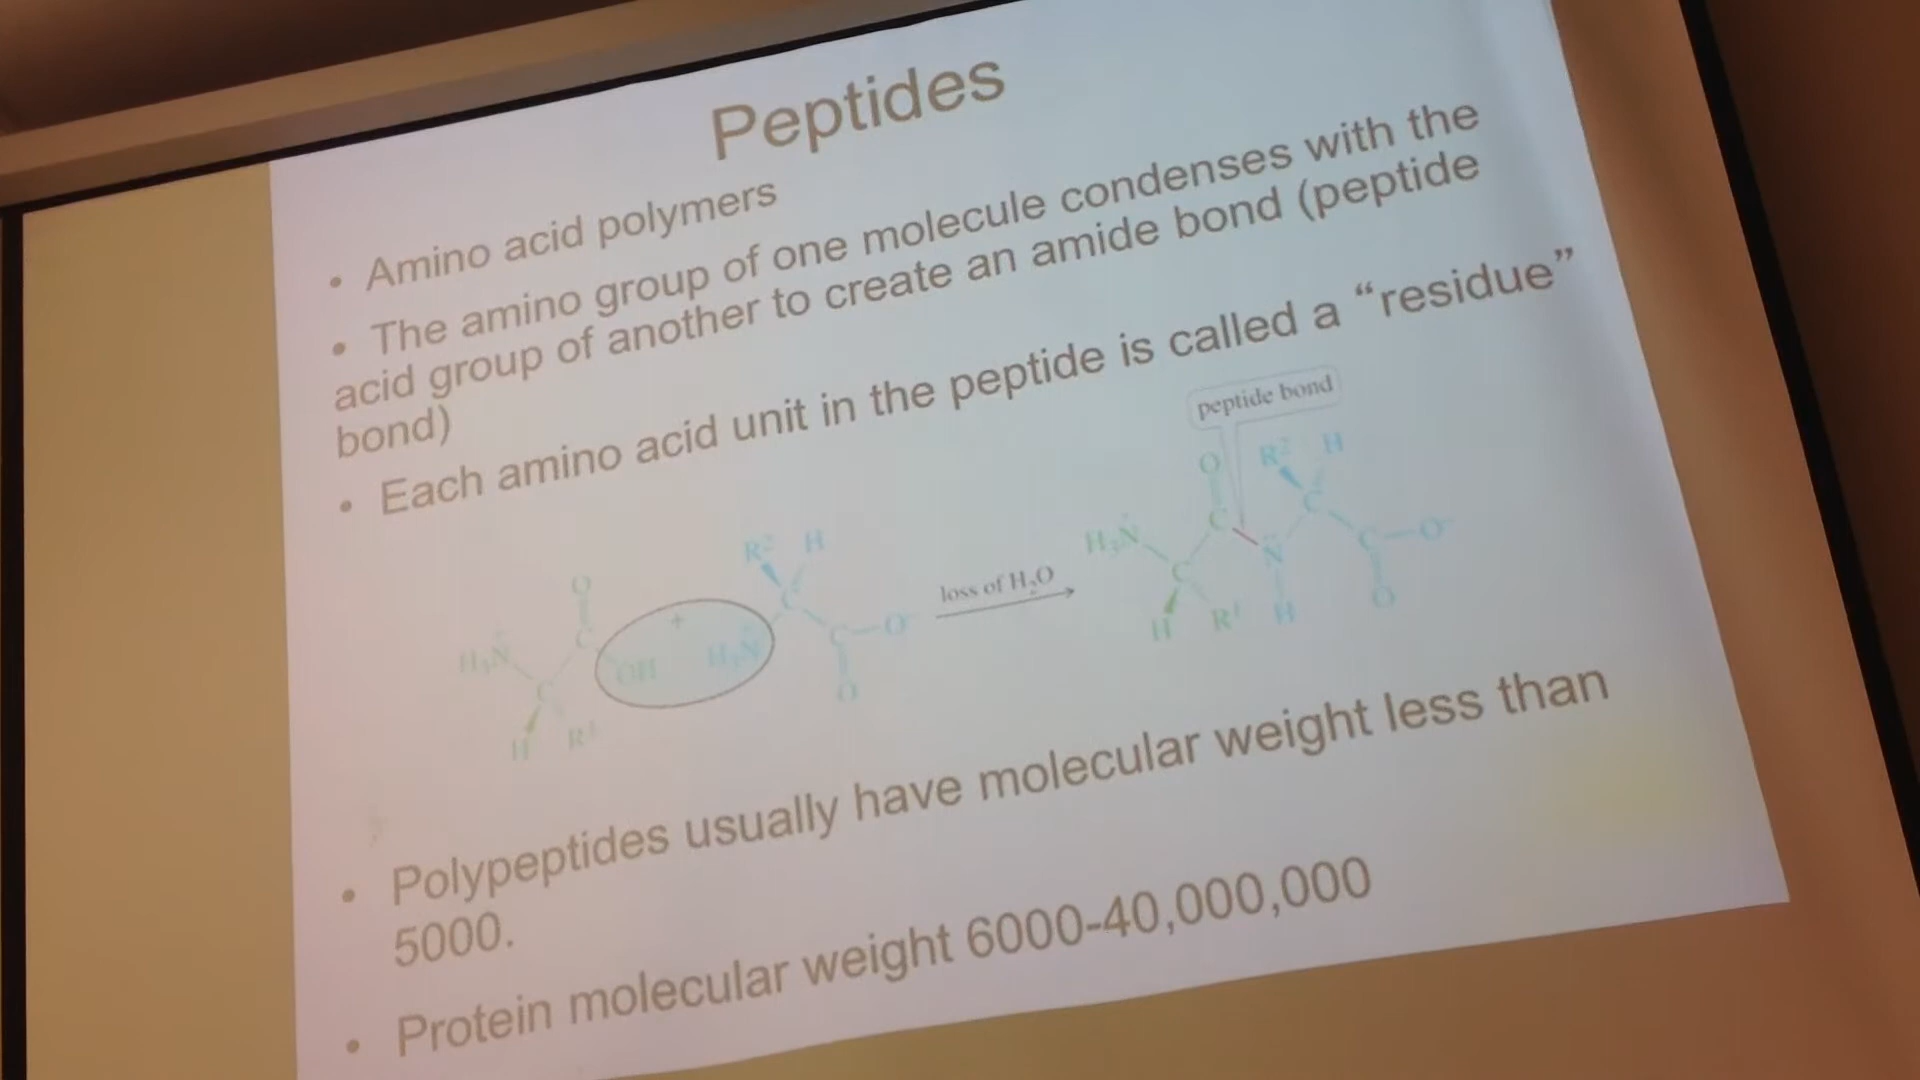 Peptides
• Amino acid polymers
• The amino group of one molecule condenses with the
acid group of another to create an amide bond (peptide
bond)
• Each amino acid unit in the peptide is called a “residue”
peptide bond
O R² H
H₃N C C C O⁻
N
H R¹ H O
R² H
O C
+
H₃N C OH H₃N C O⁻
C O
H R¹
loss of H₂O
• Polypeptides usually have molecular weight less than
5000.
• Protein molecular weight 6000-40,000,000